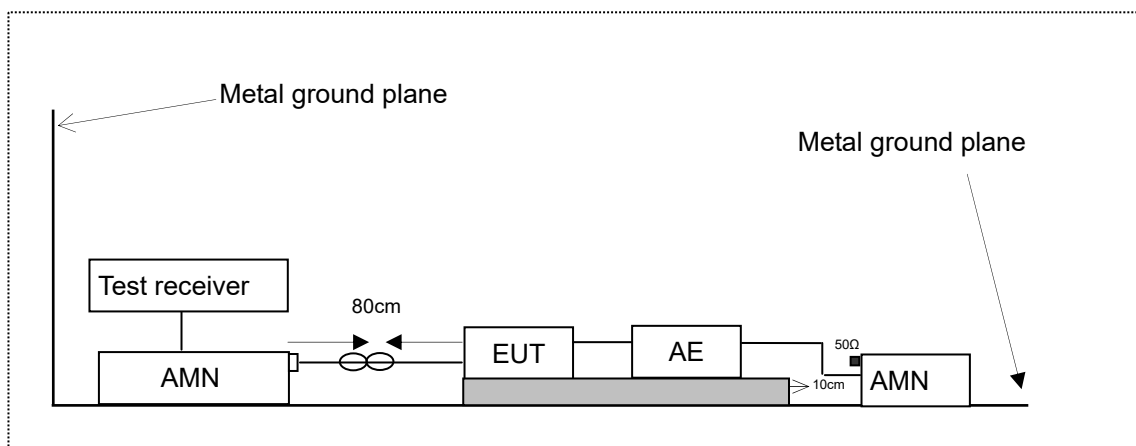 Metal ground plane
Metal ground plane
Test receiver
80cm
EUT
AE
50Ω
AMN
10cm
AMN